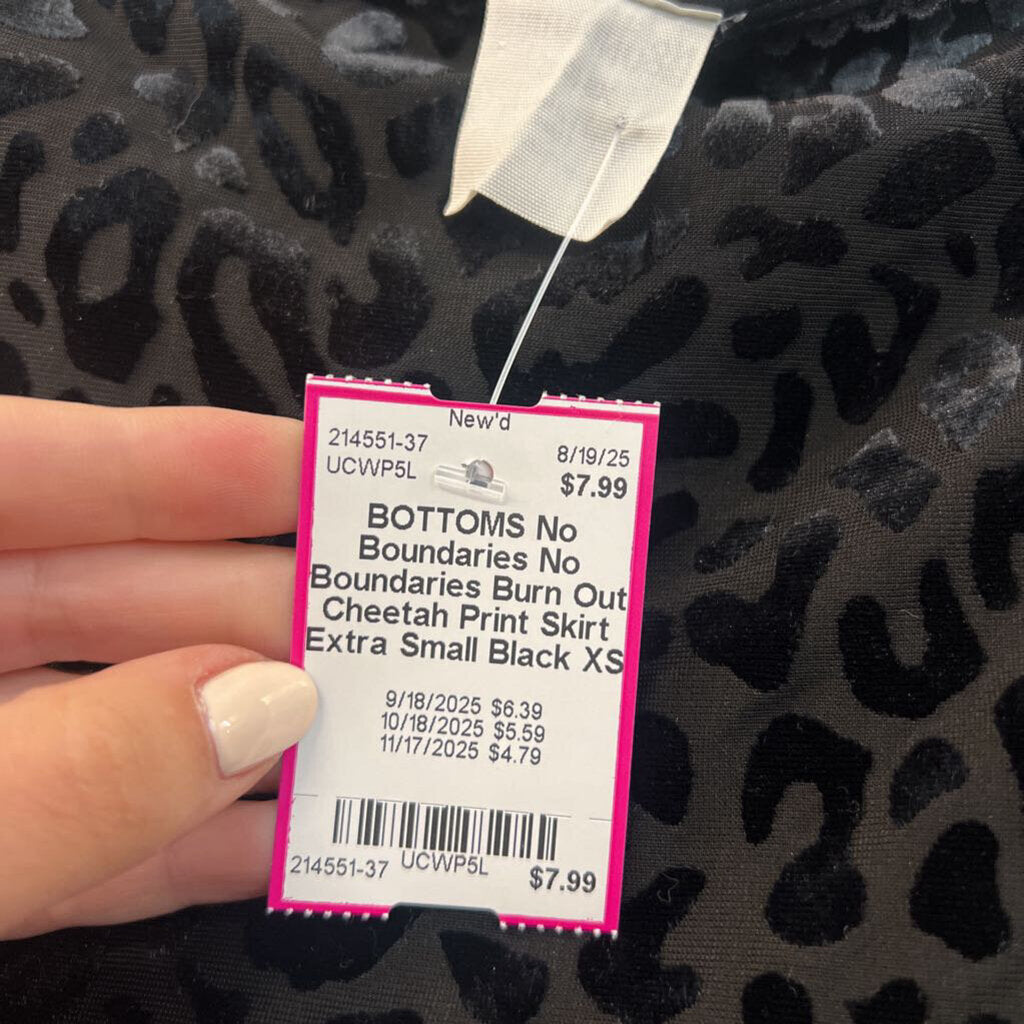 New'd
214551-37 8/19/25
UCWP5L $7.99
BOTTOMS No
Boundaries No
Boundaries Burn Out
Cheetah Print Skirt
Extra Small Black XS
9/18/2025 $6.39
10/18/2025 $5.59
11/17/2025 $4.79
214551-37 UCWP5L $7.99